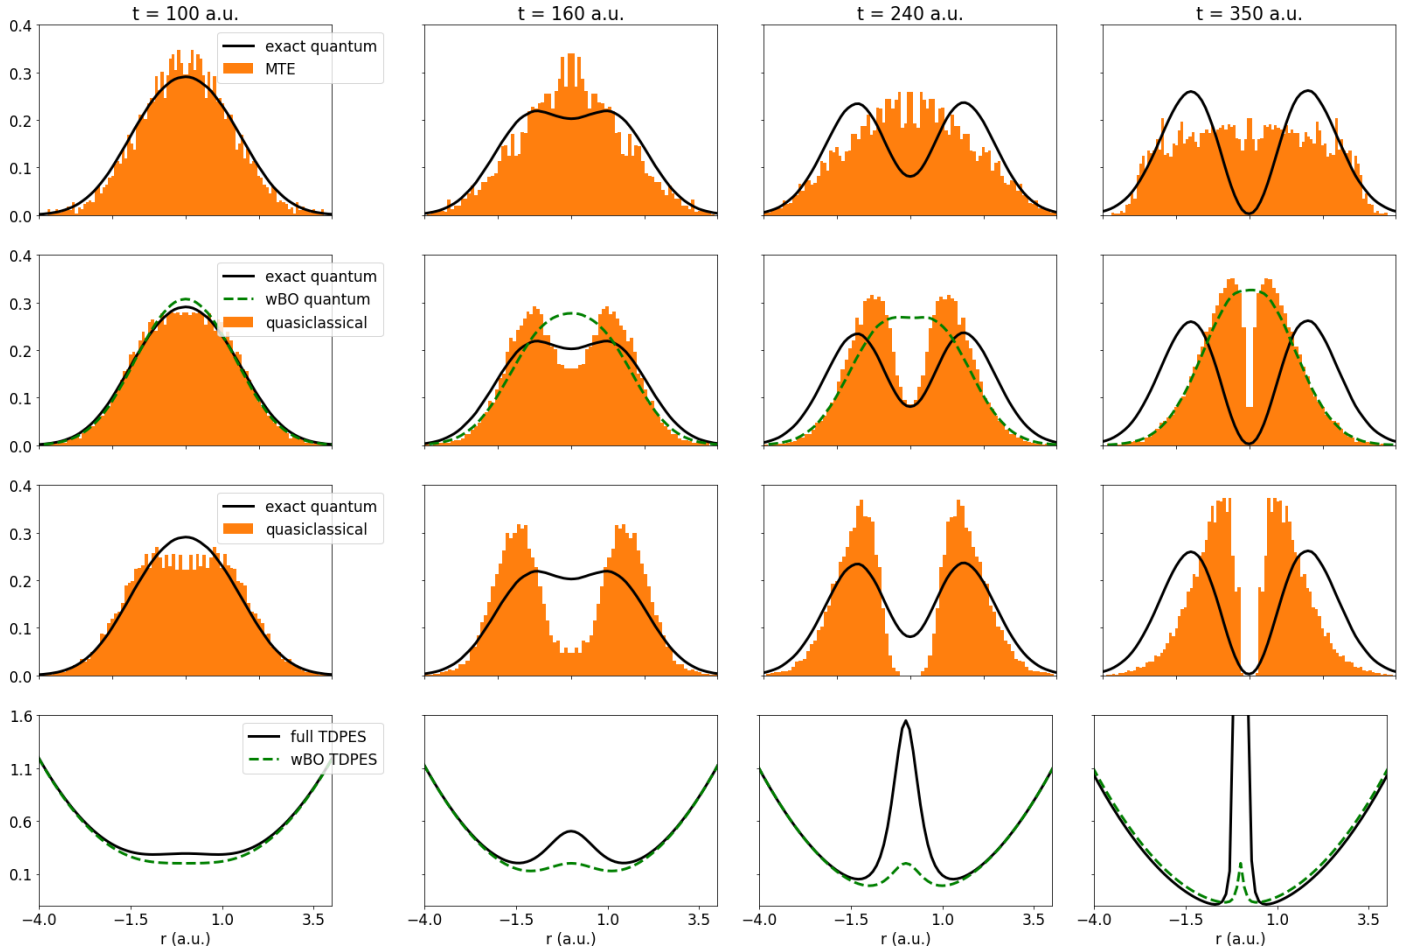 t = 100 a.u.
t = 160 a.u.
t = 240 a.u.
t = 350 a.u.
0.4
0.3
0.2
0.1
0.0
exact quantum
MTE
0.4
0.3
0.2
0.1
0.0
exact quantum
wBO quantum
quasiclassical
0.4
0.3
0.2
0.1
0.0
exact quantum
quasiclassical
1.6
1.1
0.6
0.1
full TDPES
wBO TDPES
−4.0 −1.5 1.0 3.5
−4.0 −1.5 1.0 3.5
−4.0 −1.5 1.0 3.5
−4.0 −1.5 1.0 3.5
r (a.u.)
r (a.u.)
r (a.u.)
r (a.u.)